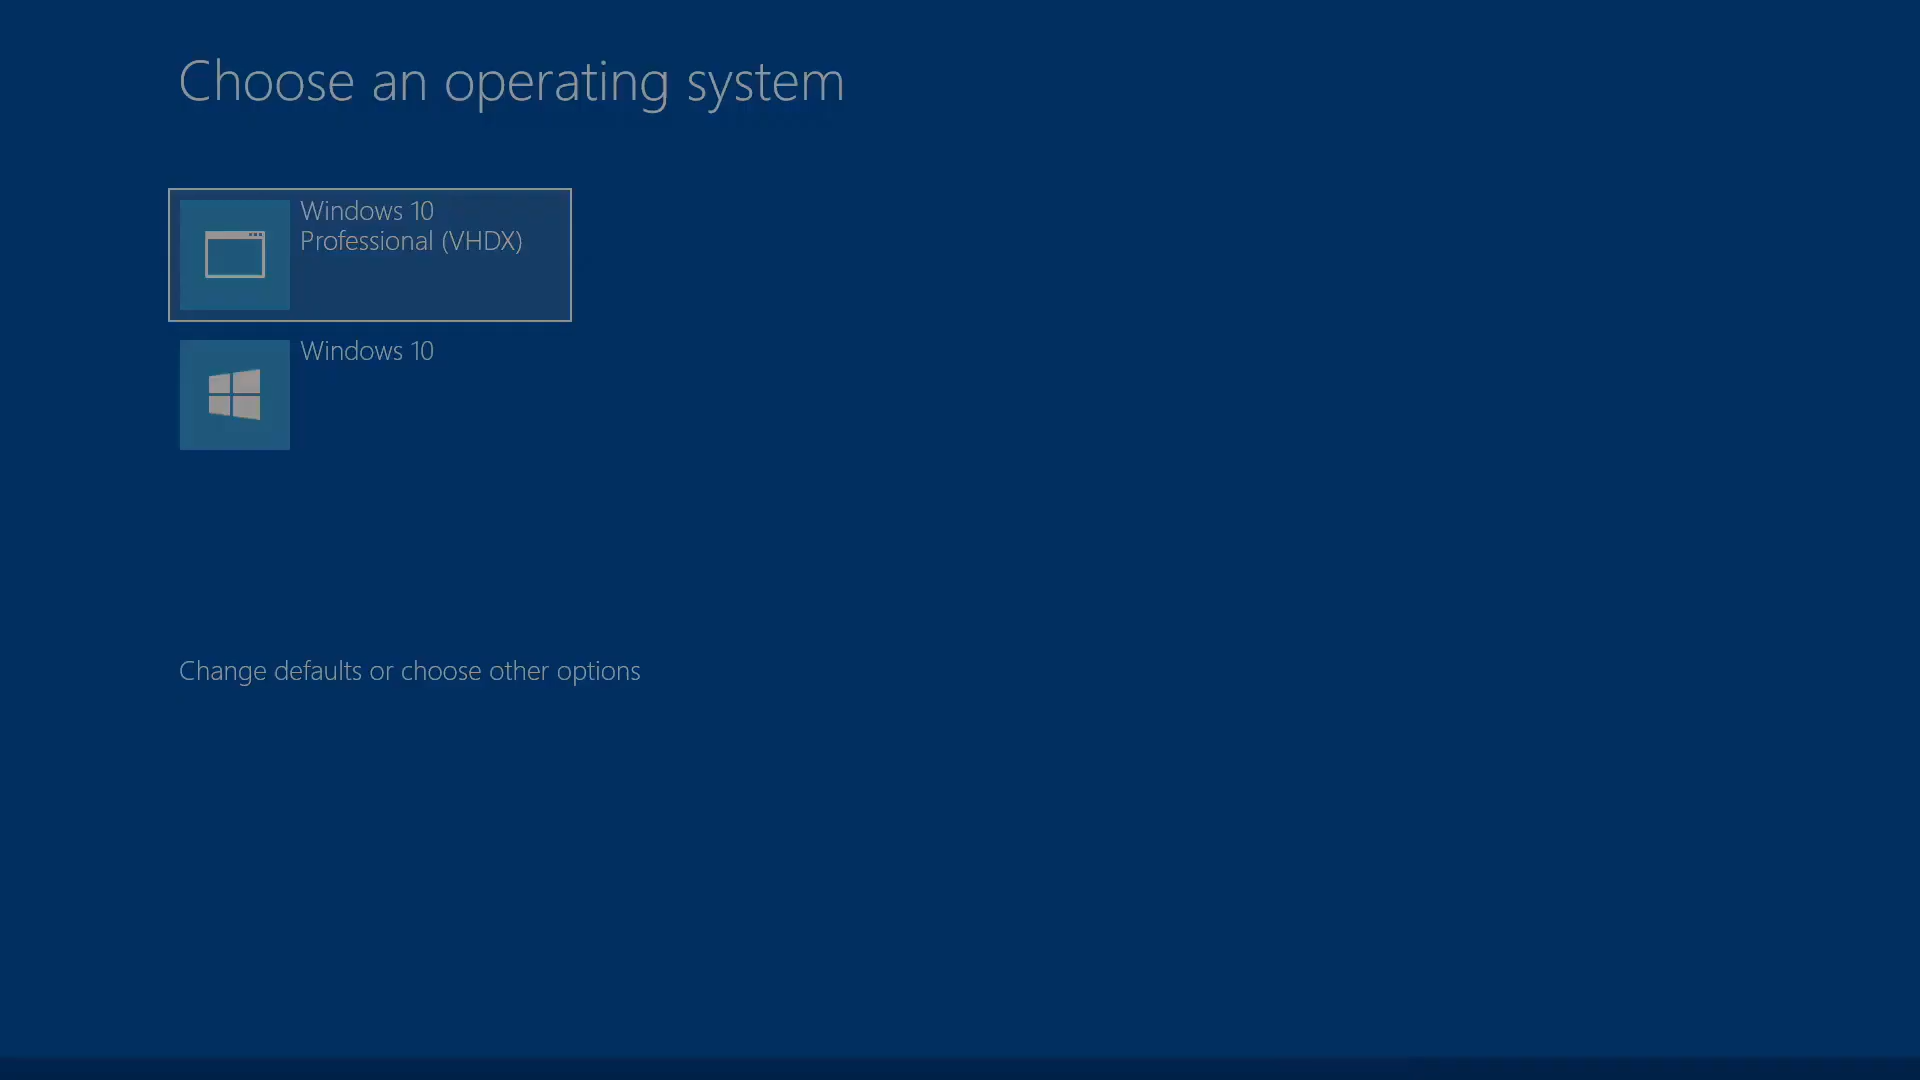 Choose an operating system
Windows 10
Professional (VHDX)
Windows 10
Change defaults or choose other options